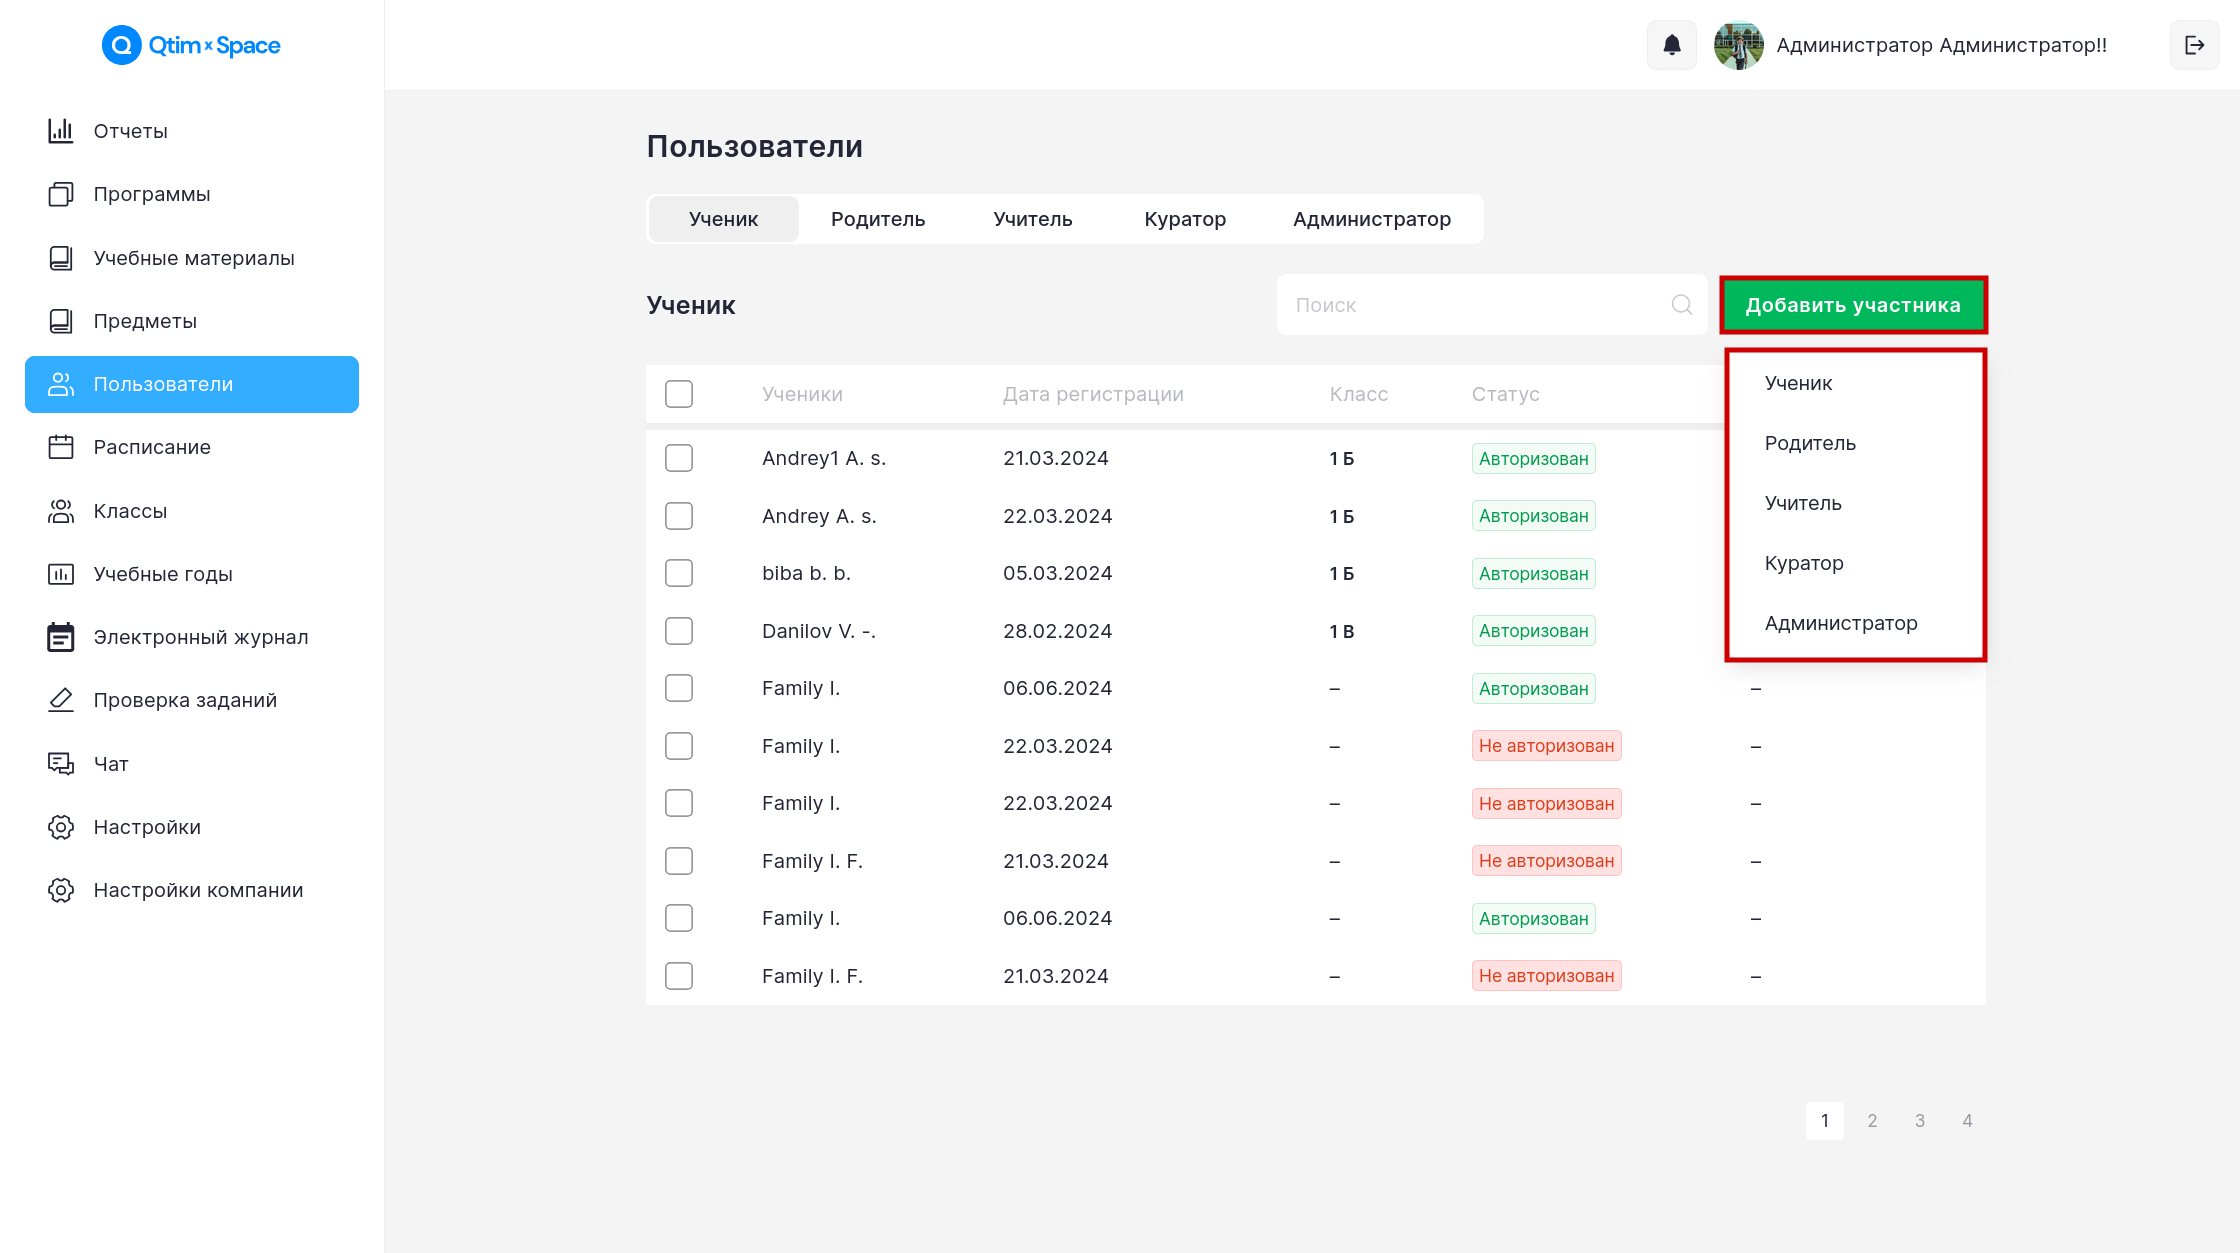 Qtim × Space
Администратор Администратор!!
Отчеты
Программы
Учебные материалы
Предметы
Пользователи
Расписание
Классы
Учебные годы
Электронный журнал
Проверка заданий
Чат
Настройки
Настройки компании
Пользователи
Ученик Родитель Учитель Куратор Администратор
Ученик Поиск Добавить участника
Ученики Дата регистрации Класс Статус
Andrey1 A. s. 21.03.2024 1 Б Авторизован
Andrey A. s. 22.03.2024 1 Б Авторизован
biba b. b. 05.03.2024 1 Б Авторизован
Danilov V. -. 28.02.2024 1 В Авторизован
Family I. 06.06.2024 – Авторизован –
Family I. 22.03.2024 – Не авторизован –
Family I. 22.03.2024 – Не авторизован –
Family I. F. 21.03.2024 – Не авторизован –
Family I. 06.06.2024 – Авторизован –
Family I. F. 21.03.2024 – Не авторизован –
Ученик
Родитель
Учитель
Куратор
Администратор
1 2 3 4